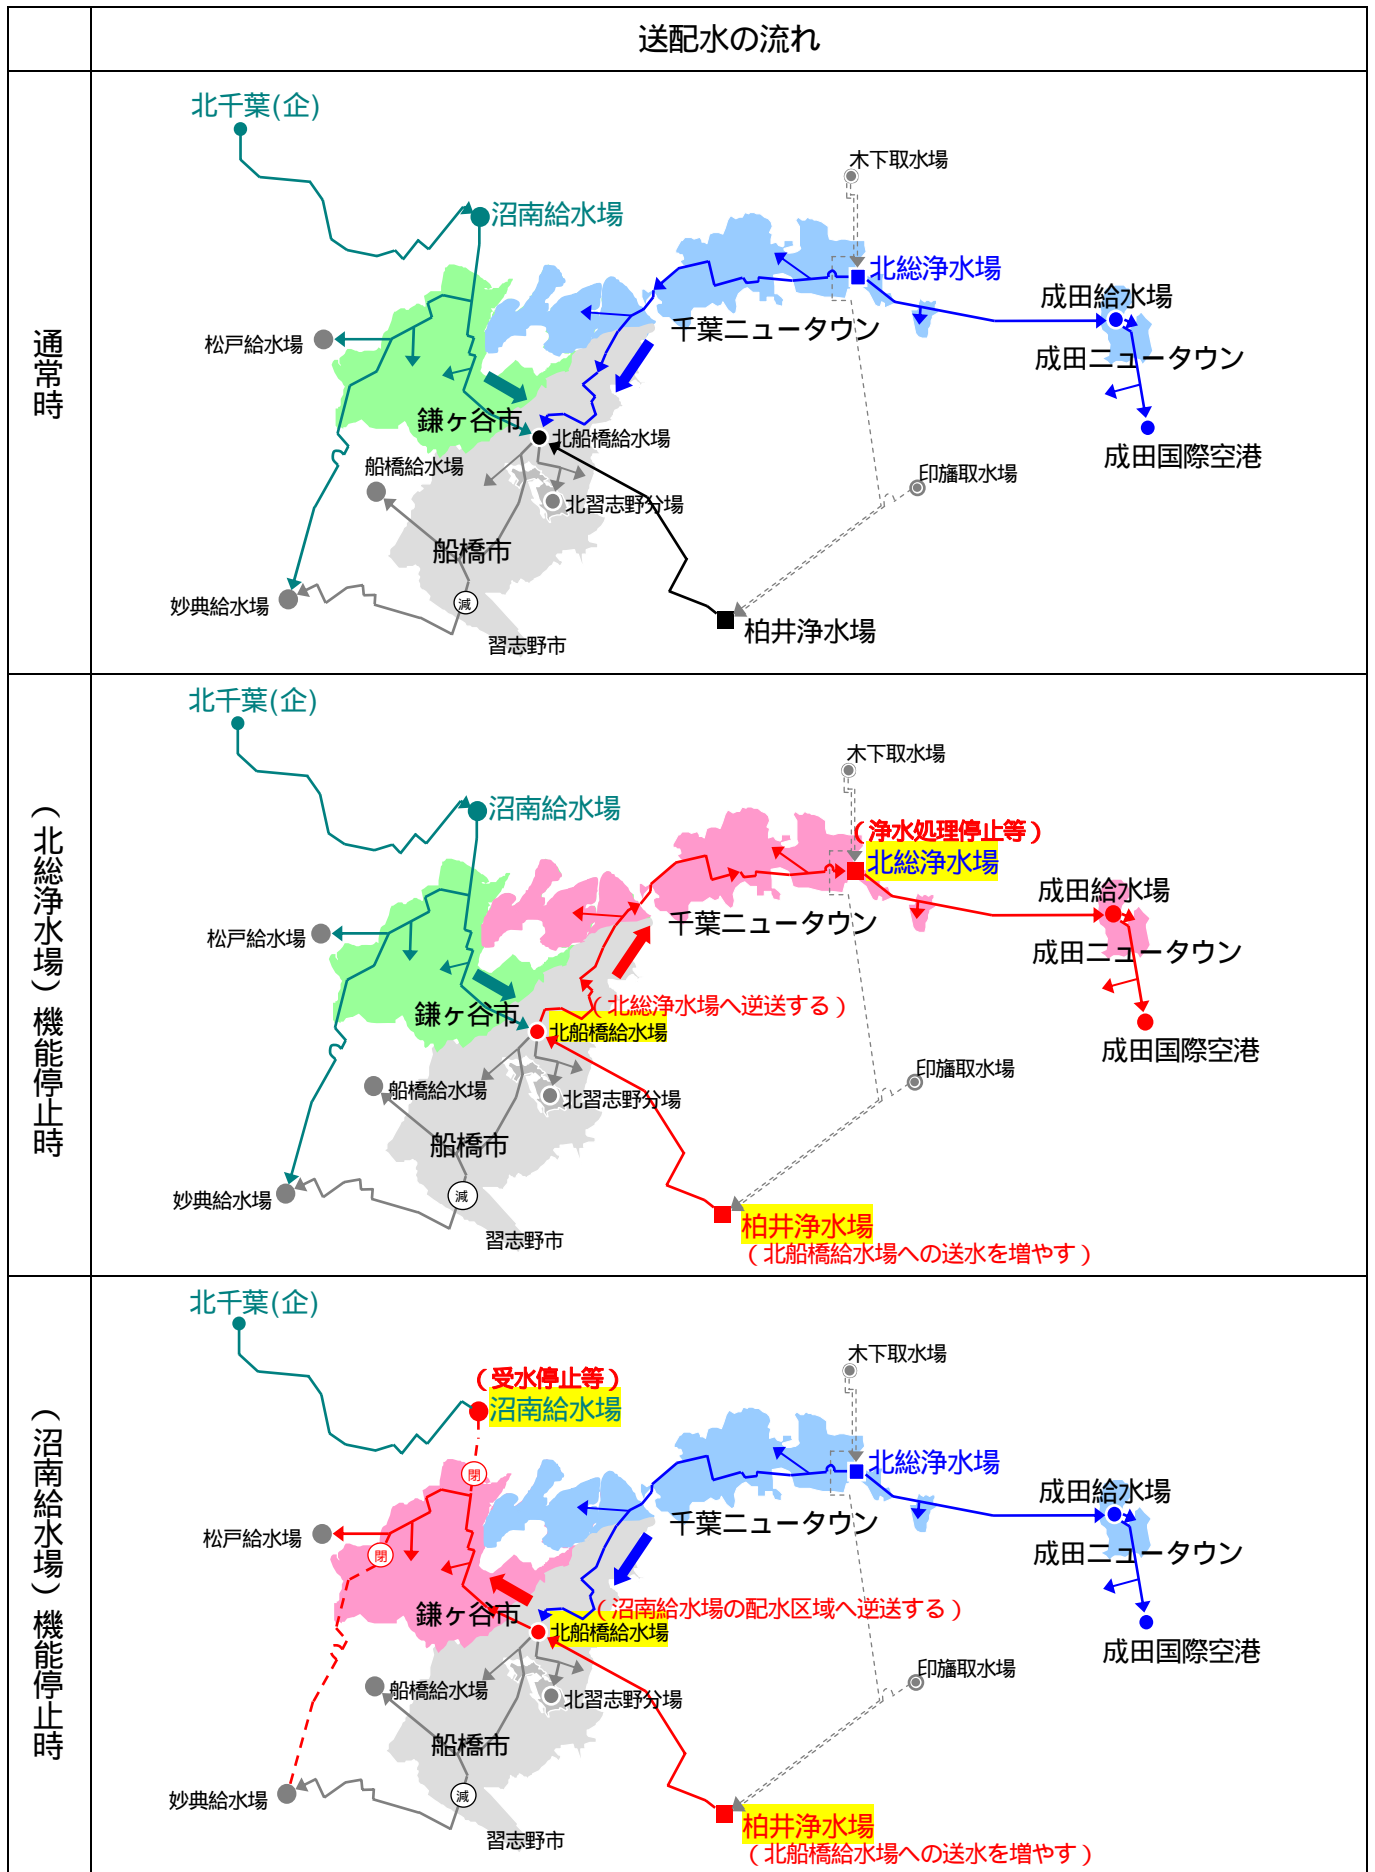 送配水の流れ
通常時
北千葉(企)
木下取水場
沼南給水場
北総浄水場
成田給水場
千葉ニュータウン
松戸給水場
成田ニュータウン
鎌ヶ谷市
北船橋給水場
成田国際空港
船橋給水場
印旛取水場
北習志野分場
船橋市
妙典給水場
減
柏井浄水場
習志野市
(北総浄水場)機能停止時
北千葉(企)
木下取水場
沼南給水場
(浄水処理停止等)
北総浄水場
成田給水場
千葉ニュータウン
松戸給水場
成田ニュータウン
(北総浄水場へ逆送する)
鎌ヶ谷市
北船橋給水場
成田国際空港
印旛取水場
船橋給水場
北習志野分場
船橋市
妙典給水場
減
柏井浄水場
習志野市
(北船橋給水場への送水を増やす)
(沼南給水場)機能停止時
北千葉(企)
木下取水場
(受水停止等)
沼南給水場
北総浄水場
閉
成田給水場
千葉ニュータウン
松戸給水場
閉
成田ニュータウン
(沼南給水場の配水区域へ逆送する)
鎌ヶ谷市
北船橋給水場
成田国際空港
印旛取水場
船橋給水場
北習志野分場
船橋市
妙典給水場
減
柏井浄水場
習志野市
(北船橋給水場への送水を増やす)